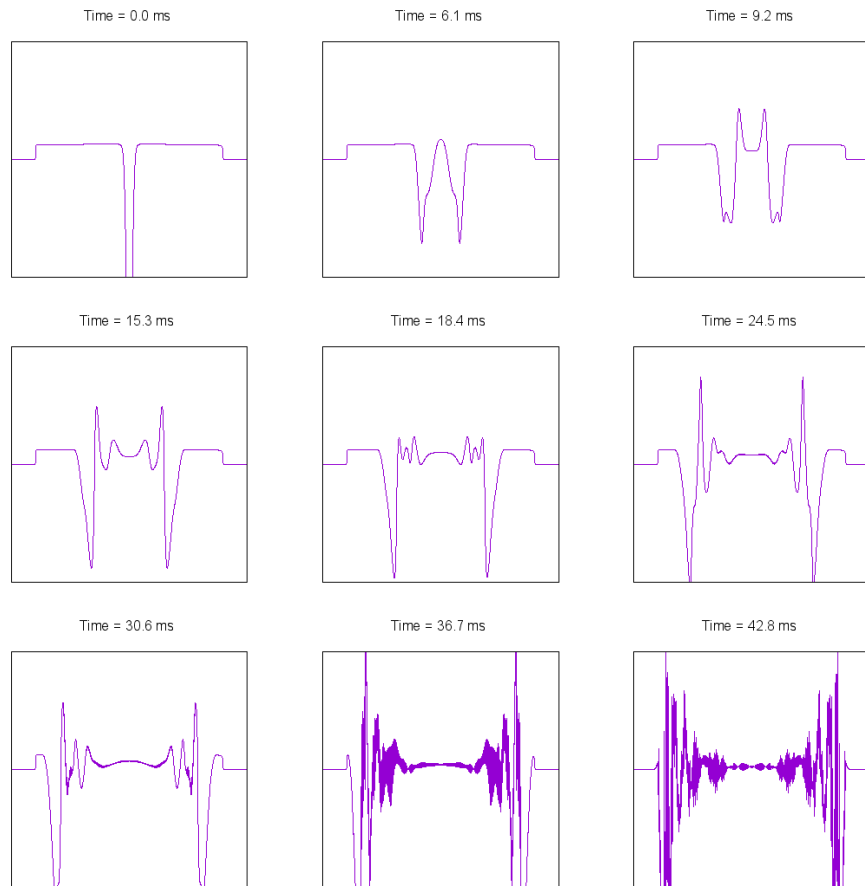 Time = 0.0 ms
Time = 6.1 ms
Time = 9.2 ms
Time = 15.3 ms
Time = 18.4 ms
Time = 24.5 ms
Time = 30.6 ms
Time = 36.7 ms
Time = 42.8 ms